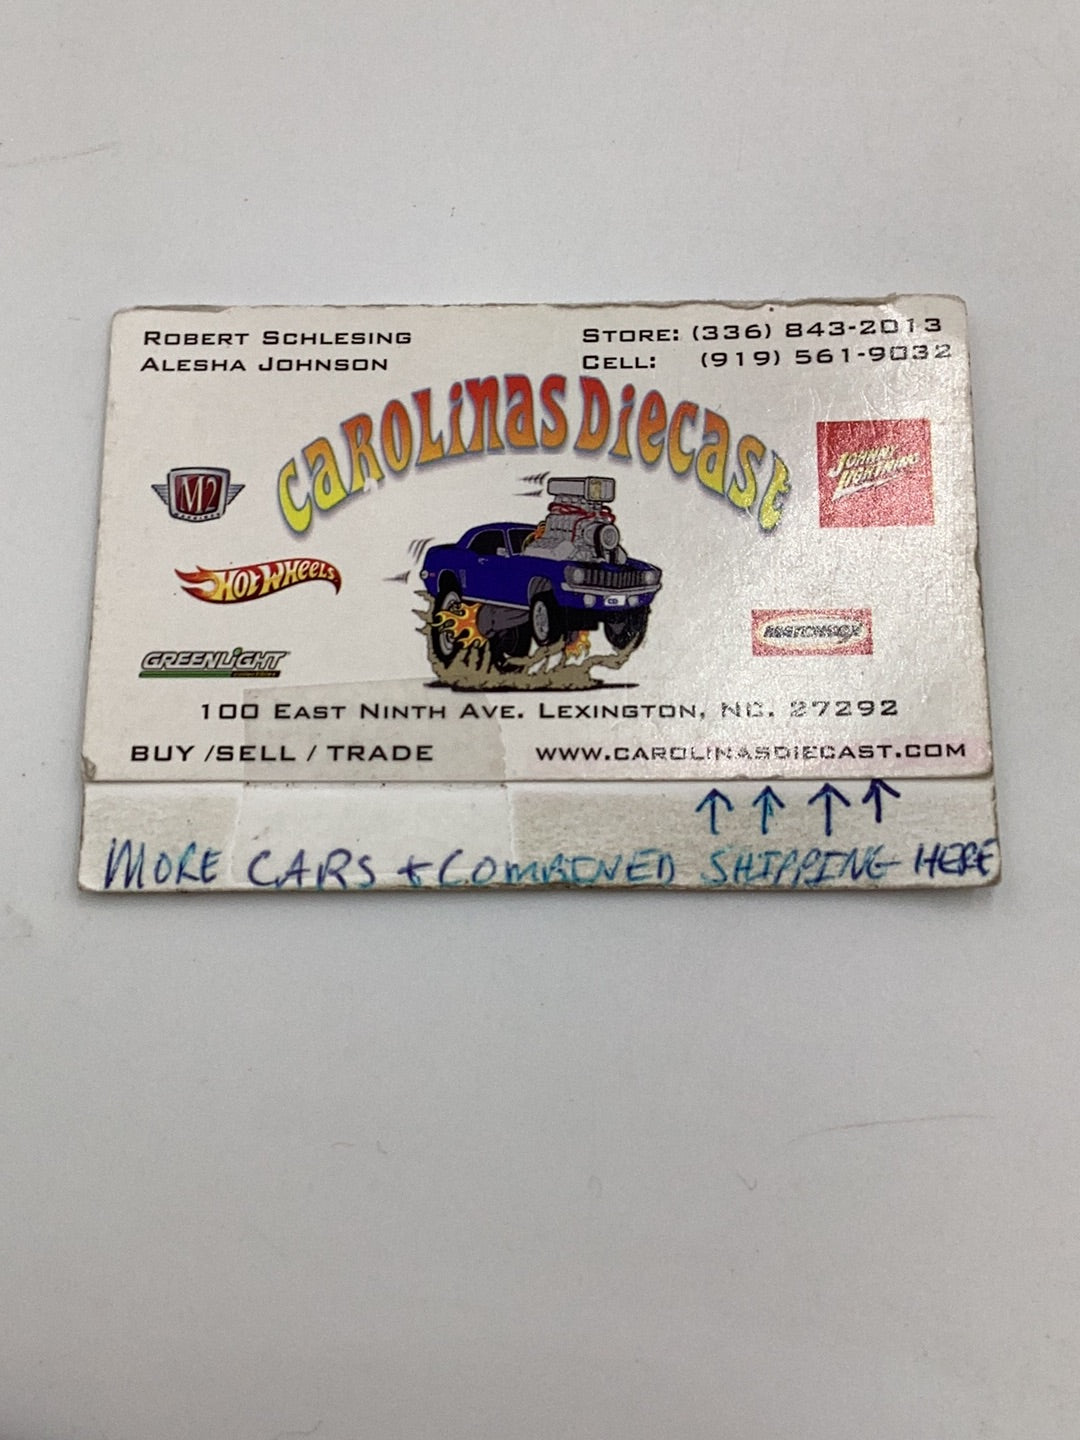 ROBERT SCHLESING
ALESHA JOHNSON
STORE: (336) 843-2013
CELL: (919) 561-9032
CAROLINAS DIECAST
M2
MACHINES
HOT WHEELS
GREENLIGHT
JOHNNY
LIGHTNING
MATCHBOX
CD
100 EAST NINTH AVE. LEXINGTON, NC. 27292
BUY /SELL / TRADE
WWW.CAROLINASDIECAST.COM
↑ ↑ ↑ ↑
MORE CARS + COMBINED SHIPPING HERE